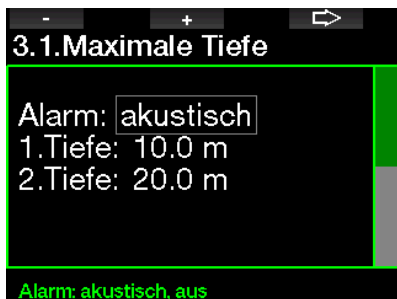 - +
3.1.Maximale Tiefe
Alarm: akustisch
1.Tiefe: 10.0 m
2.Tiefe: 20.0 m
Alarm: akustisch, aus